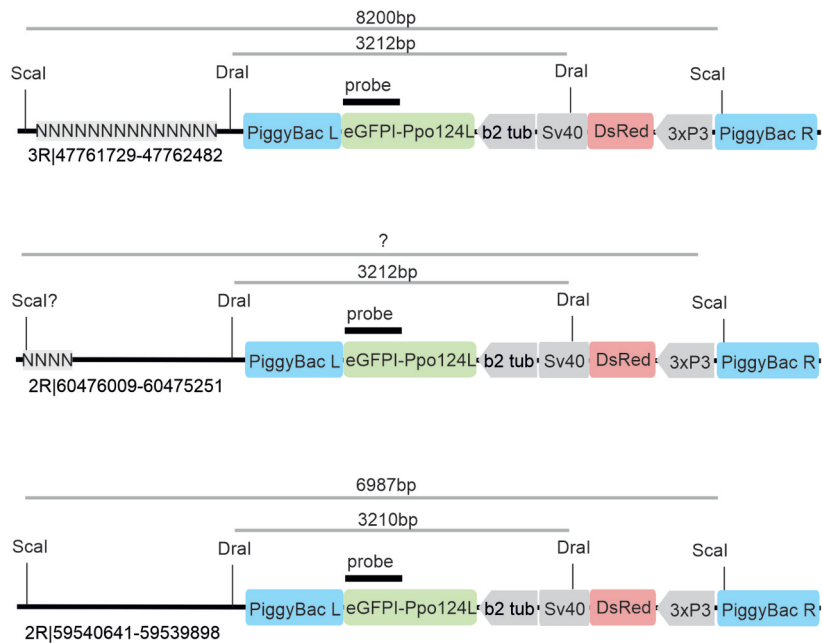 8200bp
3212bp
ScaI DraI DraI ScaI
probe
NNNNNNNNNNNNNN PiggyBac L eGFPI-Ppo124L b2 tub Sv40 DsRed 3xP3 PiggyBac R
3R|47761729-47762482
?
3212bp
ScaI? DraI DraI ScaI
probe
NNNN PiggyBac L eGFPI-Ppo124L b2 tub Sv40 DsRed 3xP3 PiggyBac R
2R|60476009-60475251
6987bp
3210bp
ScaI DraI DraI ScaI
probe
PiggyBac L eGFPI-Ppo124L b2 tub Sv40 DsRed 3xP3 PiggyBac R
2R|59540641-59539898